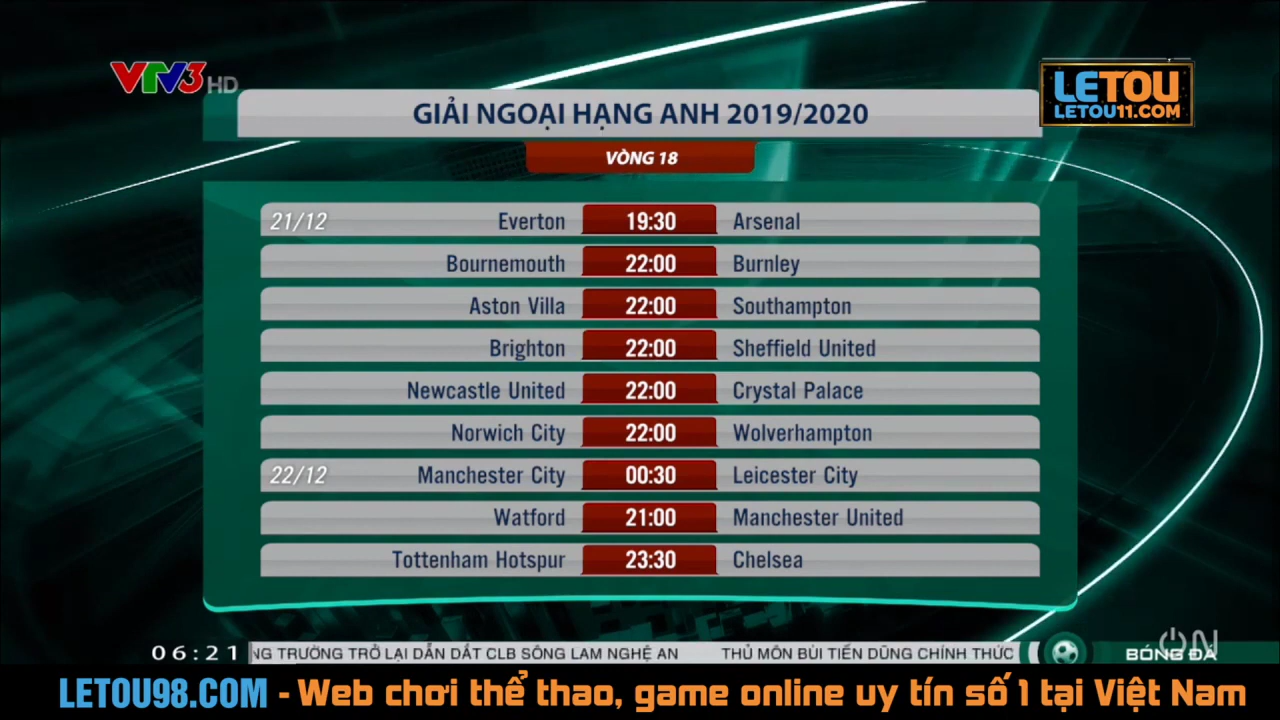 VTV3 HD
LETOU
LETOU11.COM
GIẢI NGOẠI HẠNG ANH 2019/2020
VÒNG 18
21/12 Everton 19:30 Arsenal
Bournemouth 22:00 Burnley
Aston Villa 22:00 Southampton
Brighton 22:00 Sheffield United
Newcastle United 22:00 Crystal Palace
Norwich City 22:00 Wolverhampton
22/12 Manchester City 00:30 Leicester City
Watford 21:00 Manchester United
Tottenham Hotspur 23:30 Chelsea
ON
06:21 NG TRƯỜNG TRỞ LẠI DẪN DẮT CLB SÔNG LAM NGHỆ AN THỦ MÔN BÙI TIẾN DŨNG CHÍNH THỨC BÓNG ĐÁ
LETOU98.COM - Web chơi thể thao, game online uy tín số 1 tại Việt Nam